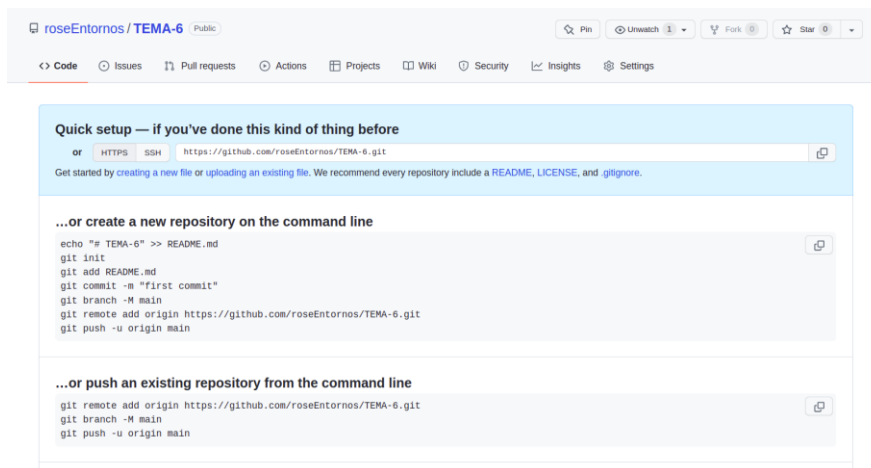 roseEntornos / TEMA-6 Public
Pin Unwatch 1 Fork 0 Star 0
<> Code Issues Pull requests Actions Projects Wiki Security Insights Settings
Quick setup — if you've done this kind of thing before
or HTTPS SSH https://github.com/roseEntornos/TEMA-6.git
Get started by creating a new file or uploading an existing file. We recommend every repository include a README, LICENSE, and .gitignore.
…or create a new repository on the command line
echo "# TEMA-6" >> README.md
git init
git add README.md
git commit -m "first commit"
git branch -M main
git remote add origin https://github.com/roseEntornos/TEMA-6.git
git push -u origin main
…or push an existing repository from the command line
git remote add origin https://github.com/roseEntornos/TEMA-6.git
git branch -M main
git push -u origin main